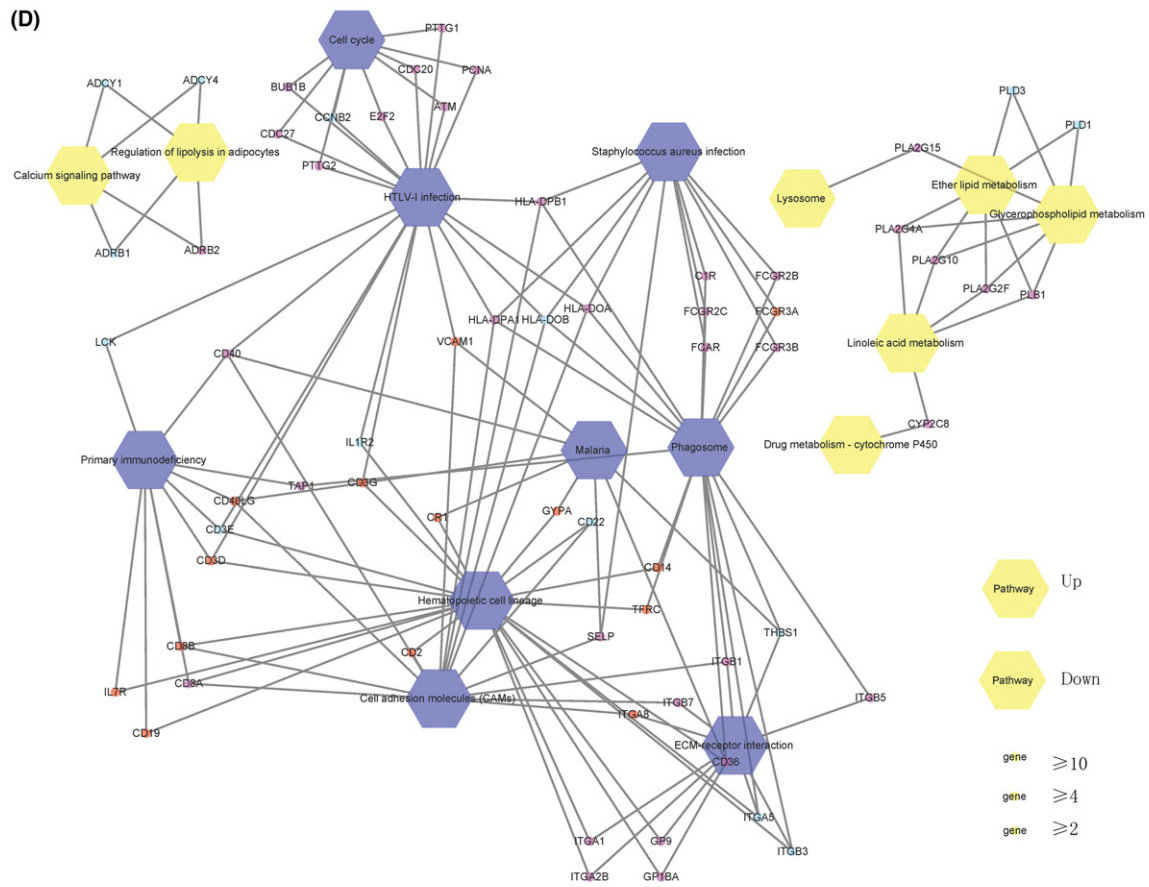 (D)
Cell cycle
PTTG1
ADCY1
ADCY4
CDC20
PCNA
BUB1B
PLD3
CCNB2
E2F2
ATM
CDC27
PLD1
Regulation of lipolysis in adipocytes
PTTG2
Staphylococcus aureus infection
PLA2G15
Calcium signaling pathway
Ether lipid metabolism
HTLV-I infection
HLA-DPB1
Lysosome
Glycerophospholipid metabolism
PLA2G4A
ADRB1
ADRB2
PLA2G10
C1R
FCGR2B
PLA2G2F
PLB1
HLA-DPA1
HLA-DOB
HLA-DOA
FCGR2C
FCGR3A
LCK
CD40
VCAM1
FCAR
FCGR3B
Linoleic acid metabolism
CYP2C8
IL1R2
Malaria
Phagosome
Drug metabolism - cytochrome P450
Primary immunodeficiency
TAP1
CD3G
CD40LG
CR1
GYPA
CD22
CD3E
CD3D
CD14
Pathway
Up
Hematopoietic cell lineage
TFRC
SELP
THBS1
CD8B
CD2
ITGB1
CD8A
IL7R
Cell adhesion molecules (CAMs)
ITGB7
ITGB5
Pathway
Down
ITGA8
CD19
ECM-receptor interaction
CD36
gene
≥10
gene
≥4
ITGA5
gene
≥2
ITGA1
GP9
ITGB3
ITGA2B
GP1BA